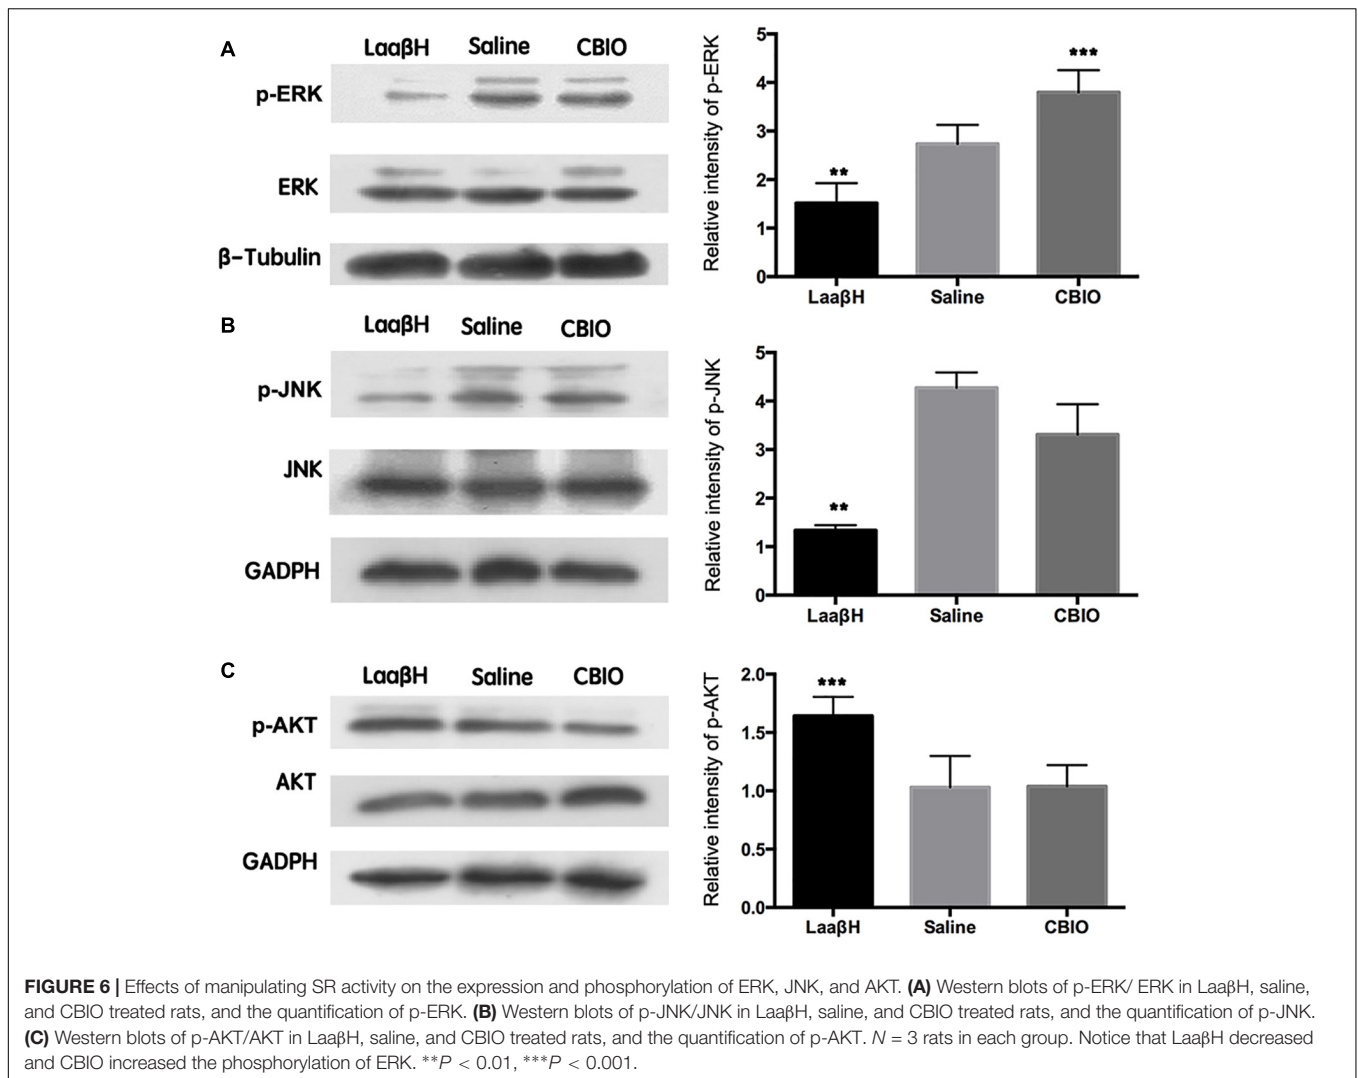 A
LaaβH Saline CBIO
p-ERK
ERK
β-Tubulin
Relative intensity of p-ERK
5
4
3
2
1
0
**
***
LaaβH Saline CBIO
B
LaaβH Saline CBIO
p-JNK
JNK
GADPH
Relative intensity of p-JNK
5
4
3
2
1
0
**
LaaβH Saline CBIO
C
LaaβH Saline CBIO
p-AKT
AKT
GADPH
Relative intensity of p-AKT
2.0
1.5
1.0
0.5
0.0
***
LaaβH Saline CBIO
FIGURE 6 | Effects of manipulating SR activity on the expression and phosphorylation of ERK, JNK, and AKT. (A) Western blots of p-ERK/ ERK in LaaβH, saline,
and CBIO treated rats, and the quantification of p-ERK. (B) Western blots of p-JNK/JNK in LaaβH, saline, and CBIO treated rats, and the quantification of p-JNK.
(C) Western blots of p-AKT/AKT in LaaβH, saline, and CBIO treated rats, and the quantification of p-AKT. N = 3 rats in each group. Notice that LaaβH decreased
and CBIO increased the phosphorylation of ERK. **P < 0.01, ***P < 0.001.